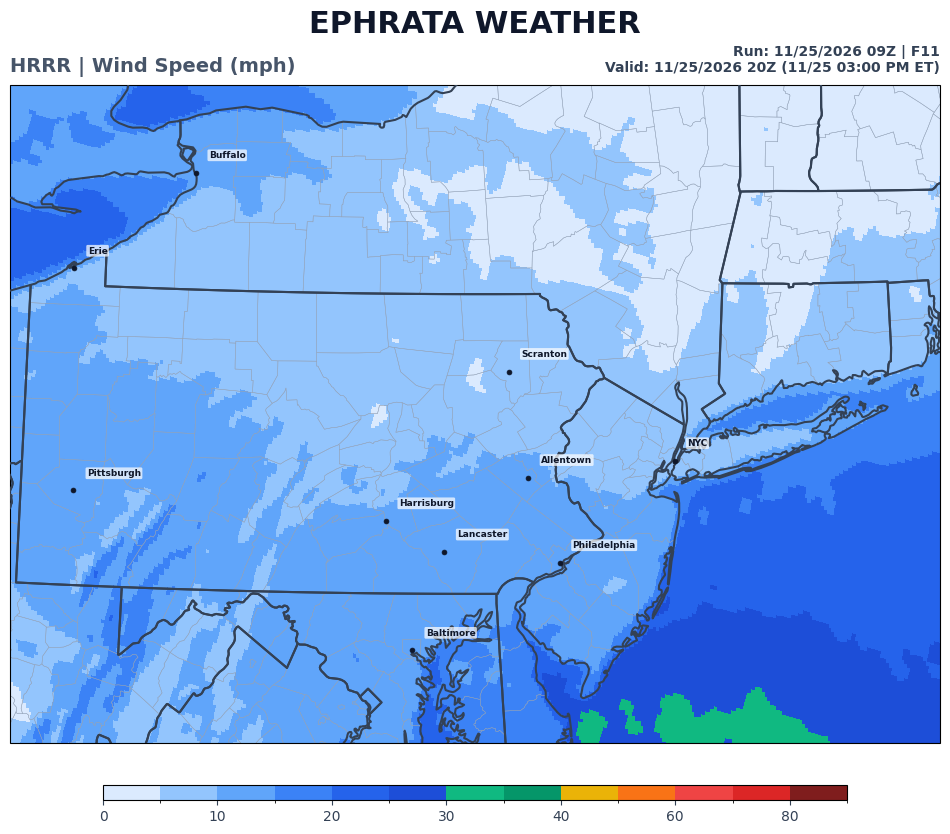 EPHRATA WEATHER
HRRR | Wind Speed (mph)
Run: 11/25/2026 09Z | F11
Valid: 11/25/2026 20Z (11/25 03:00 PM ET)
Buffalo
Erie
Scranton
NYC
Allentown
Pittsburgh
Harrisburg
Lancaster
Philadelphia
Baltimore
0 10 20 30 40 50 60 70 80